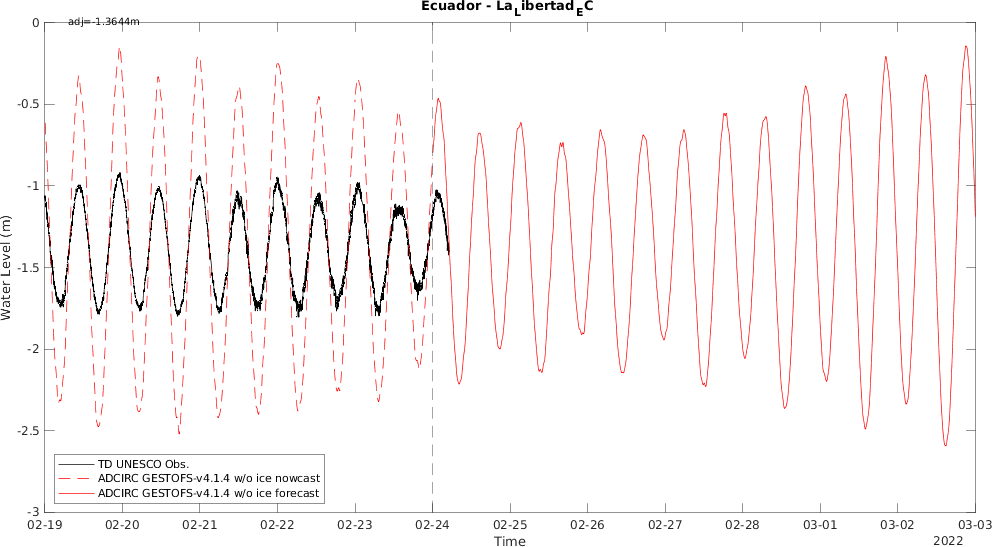 Ecuador - LaLibertadEC
adj=-1.3644m
0
-0.5
-1
-1.5
-2
-2.5
-3
Water Level (m)
TD UNESCO Obs.
ADCIRC GESTOFS-v4.1.4 w/o ice nowcast
ADCIRC GESTOFS-v4.1.4 w/o ice forecast
02-19 02-20 02-21 02-22 02-23 02-24 02-25 02-26 02-27 02-28 03-01 03-02 03-03
Time
2022